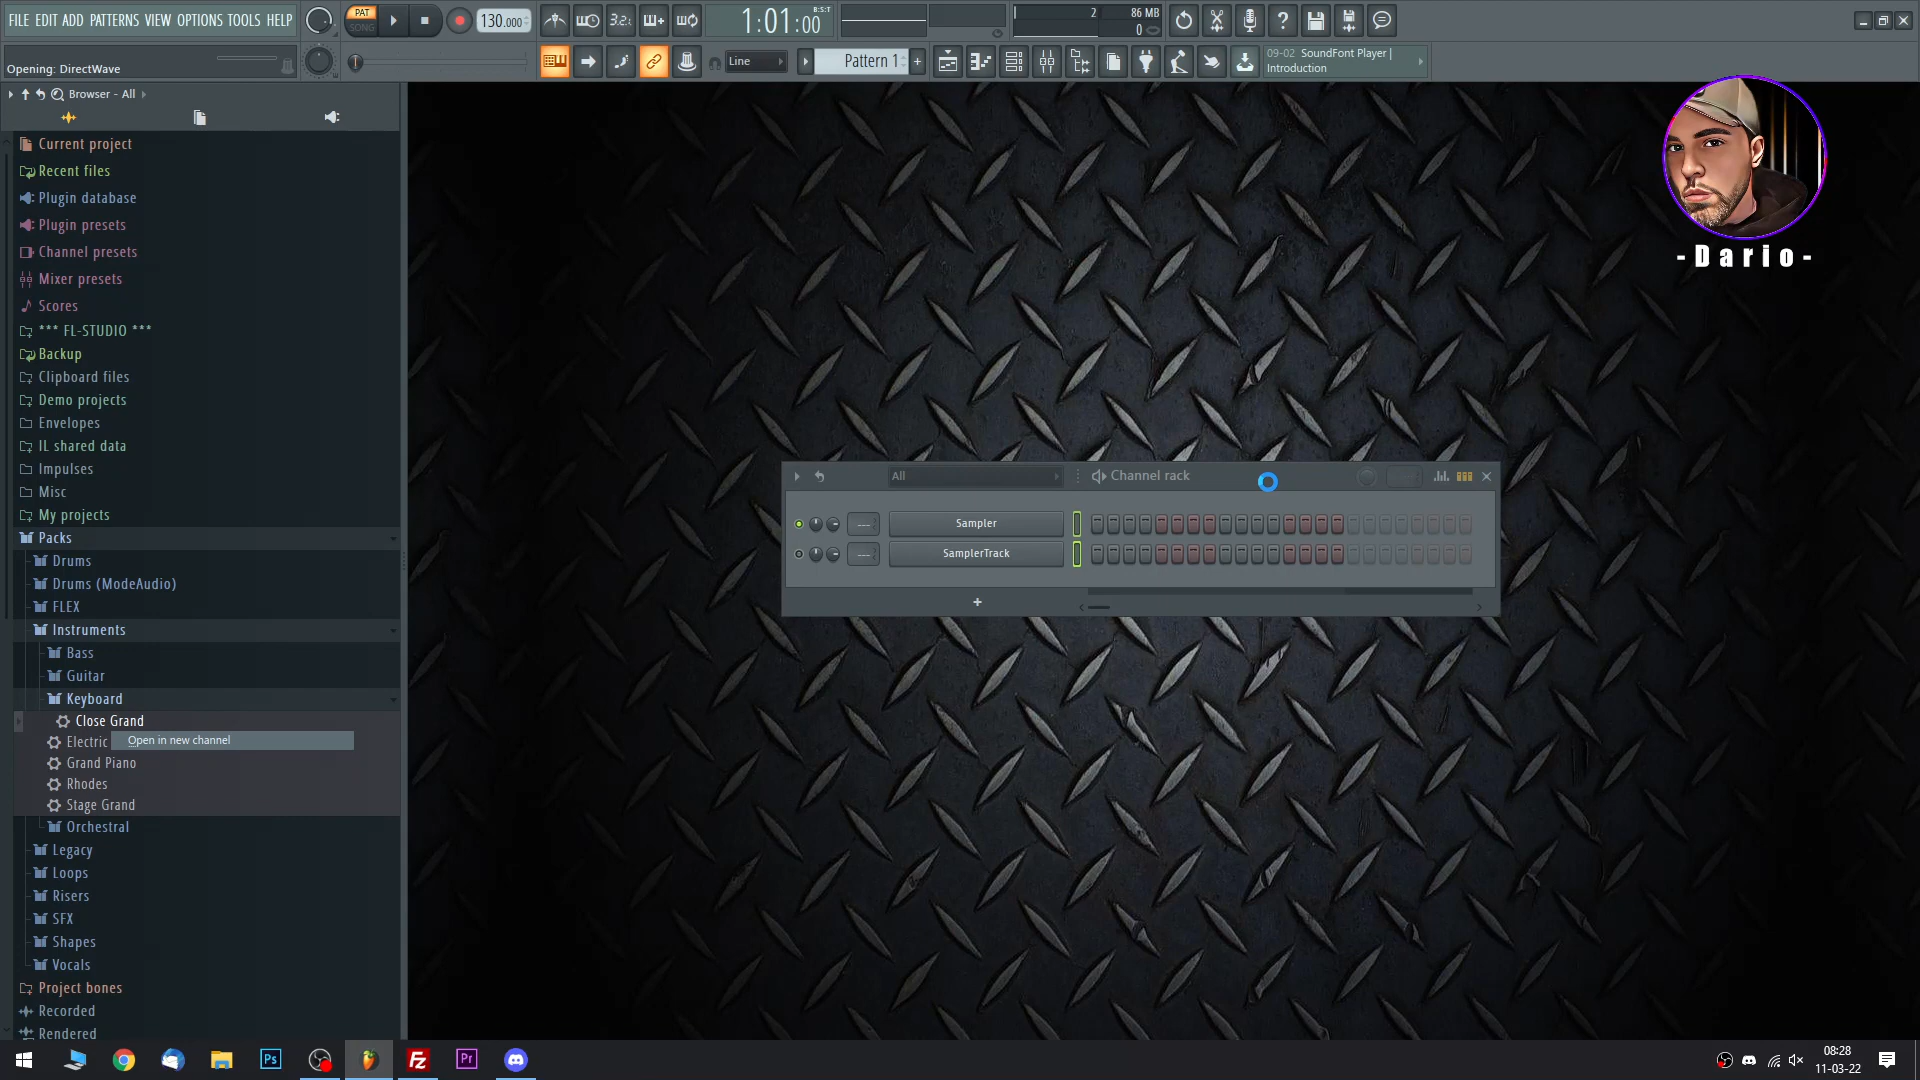 FILE EDIT ADD PATTERNS VIEW OPTIONS TOOLS HELP
PAT
SONG
130.000
3.2
1:01:00
B:S:T
2
86 MB
0
Opening: DirectWave
Line
Pattern 1
09-02 SoundFont Player |
Introduction
Browser - All
Current project
Recent files
Plugin database
Plugin presets
Channel presets
Mixer presets
Scores
*** FL-STUDIO ***
Backup
Clipboard files
Demo projects
Envelopes
IL shared data
Impulses
Misc
My projects
Packs
Drums
Drums (ModeAudio)
FLEX
Instruments
Bass
Guitar
Keyboard
Close Grand
Electric
Open in new channel
Grand Piano
Rhodes
Stage Grand
Orchestral
Legacy
Loops
Risers
SFX
Shapes
Vocals
Project bones
Recorded
Rendered
All
Channel rack
Sampler
SamplerTrack
-Dario-
Ps
Fz
Pr
08:28
11-03-22